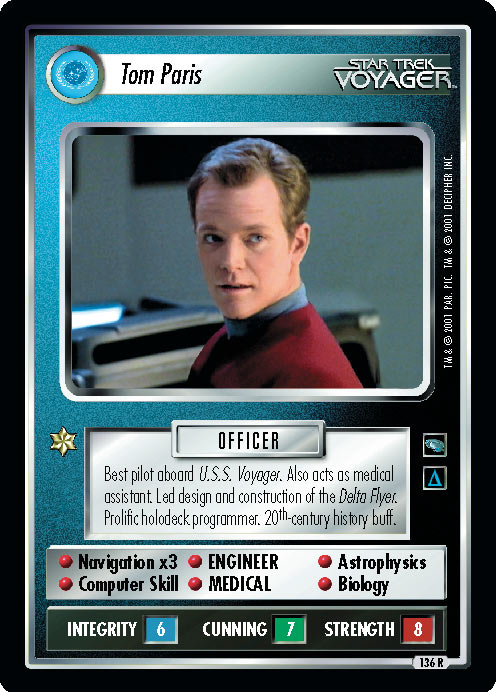 Tom Paris
STAR TREK
VOYAGER™
TM & © 2001 PAR. PIC. TM & © 2001 DECIPHER INC.
OFFICER
Best pilot aboard U.S.S. Voyager. Also acts as medical
assistant. Led design and construction of the Delta Flyer.
Prolific holodeck programmer. 20th-century history buff.
Navigation x3 ENGINEER Astrophysics
Computer Skill MEDICAL Biology
INTEGRITY 6 CUNNING 7 STRENGTH 8
136 R